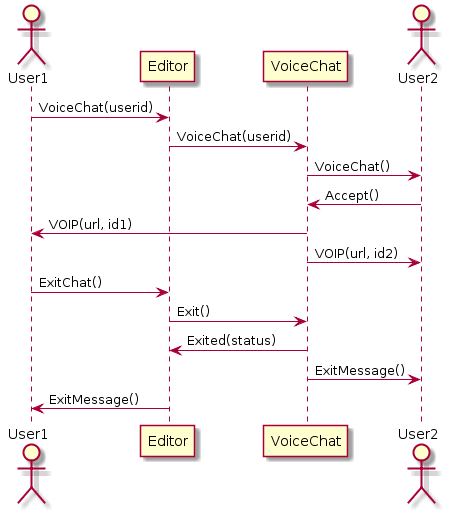 User1
Editor
VoiceChat
User2
VoiceChat(userid)
VoiceChat(userid)
VoiceChat()
Accept()
VOIP(url, id1)
VOIP(url, id2)
ExitChat()
Exit()
Exited(status)
ExitMessage()
ExitMessage()
User1
Editor
VoiceChat
User2